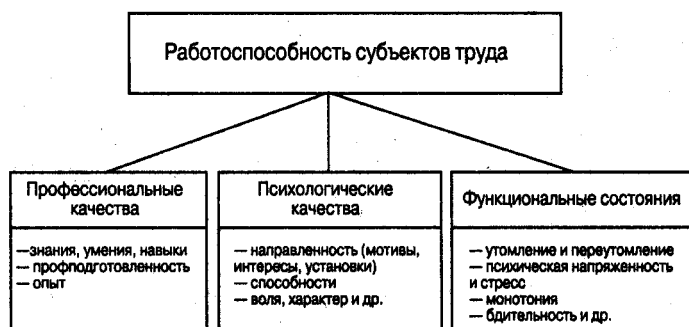 Работоспособность субъектов труда
Профессиональные
качества
—знания, умения, навыки
— профподготовленность
— опыт
Психологические
качества
— направленность (мотивы,
интересы, установки)
— способности
— воля, характер и др.
Функциональные состояния
— утомление и переутомление
— психическая напряженность
и стресс
— монотония
— бдительность и др.